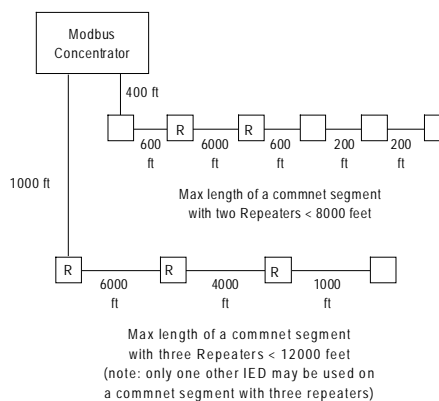 Modbus
Concentrator
400 ft
R
R
600
ft
6000
ft
600
ft
200
ft
200
ft
1000 ft
Max length of a commnet segment
with two Repeaters < 8000 feet
R
R
R
6000
ft
4000
ft
1000
ft
Max length of a commnet segment
with three Repeaters < 12000 feet
(note: only one other IED may be used on
a commnet segment with three repeaters)